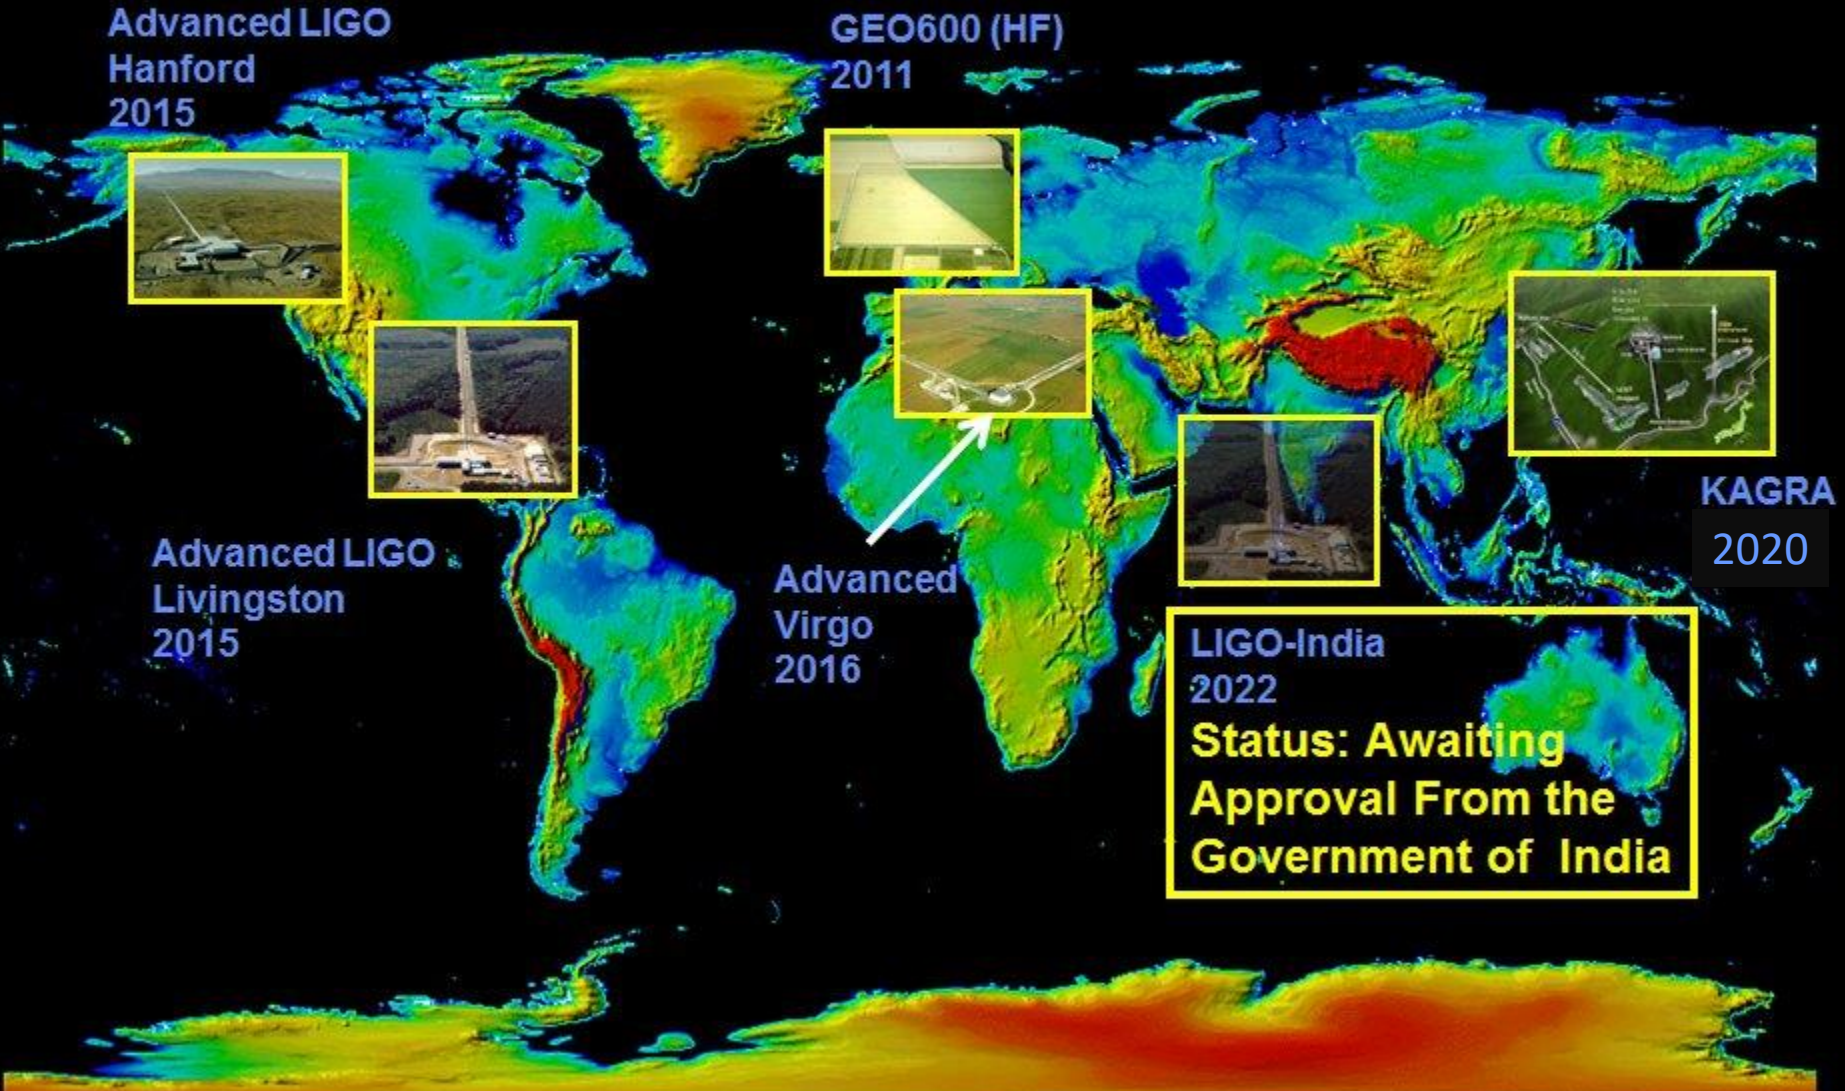 Advanced LIGO
Hanford
2015
GEO600 (HF)
2011
KAGRA
2020
Advanced LIGO
Livingston
2015
Advanced
Virgo
2016
LIGO-India
2022
Status: Awaiting
Approval From the
Government of India